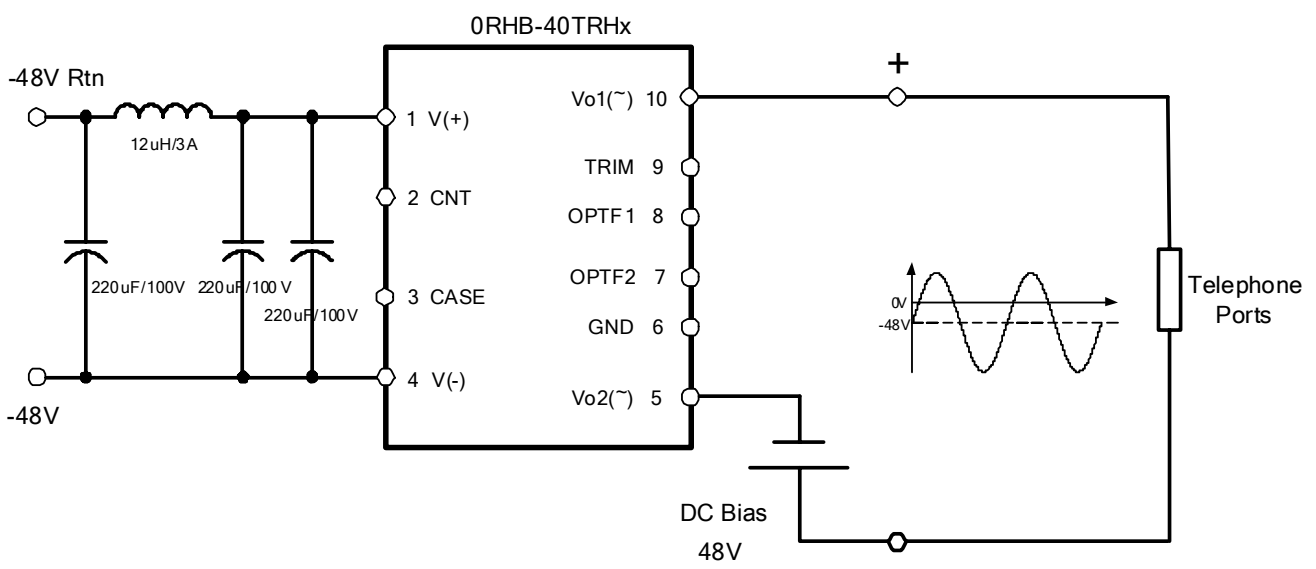 0RHB-40TRHx
-48V Rtn
12uH/3A
220uF/100V
220uF/100V
220uF/100V
-48V
1 V(+)
2 CNT
3 CASE
4 V(-)
Vo1(~) 10
TRIM 9
OPTF1 8
OPTF2 7
GND 6
Vo2(~) 5
+
0V
-48V
Telephone
Ports
DC Bias
48V